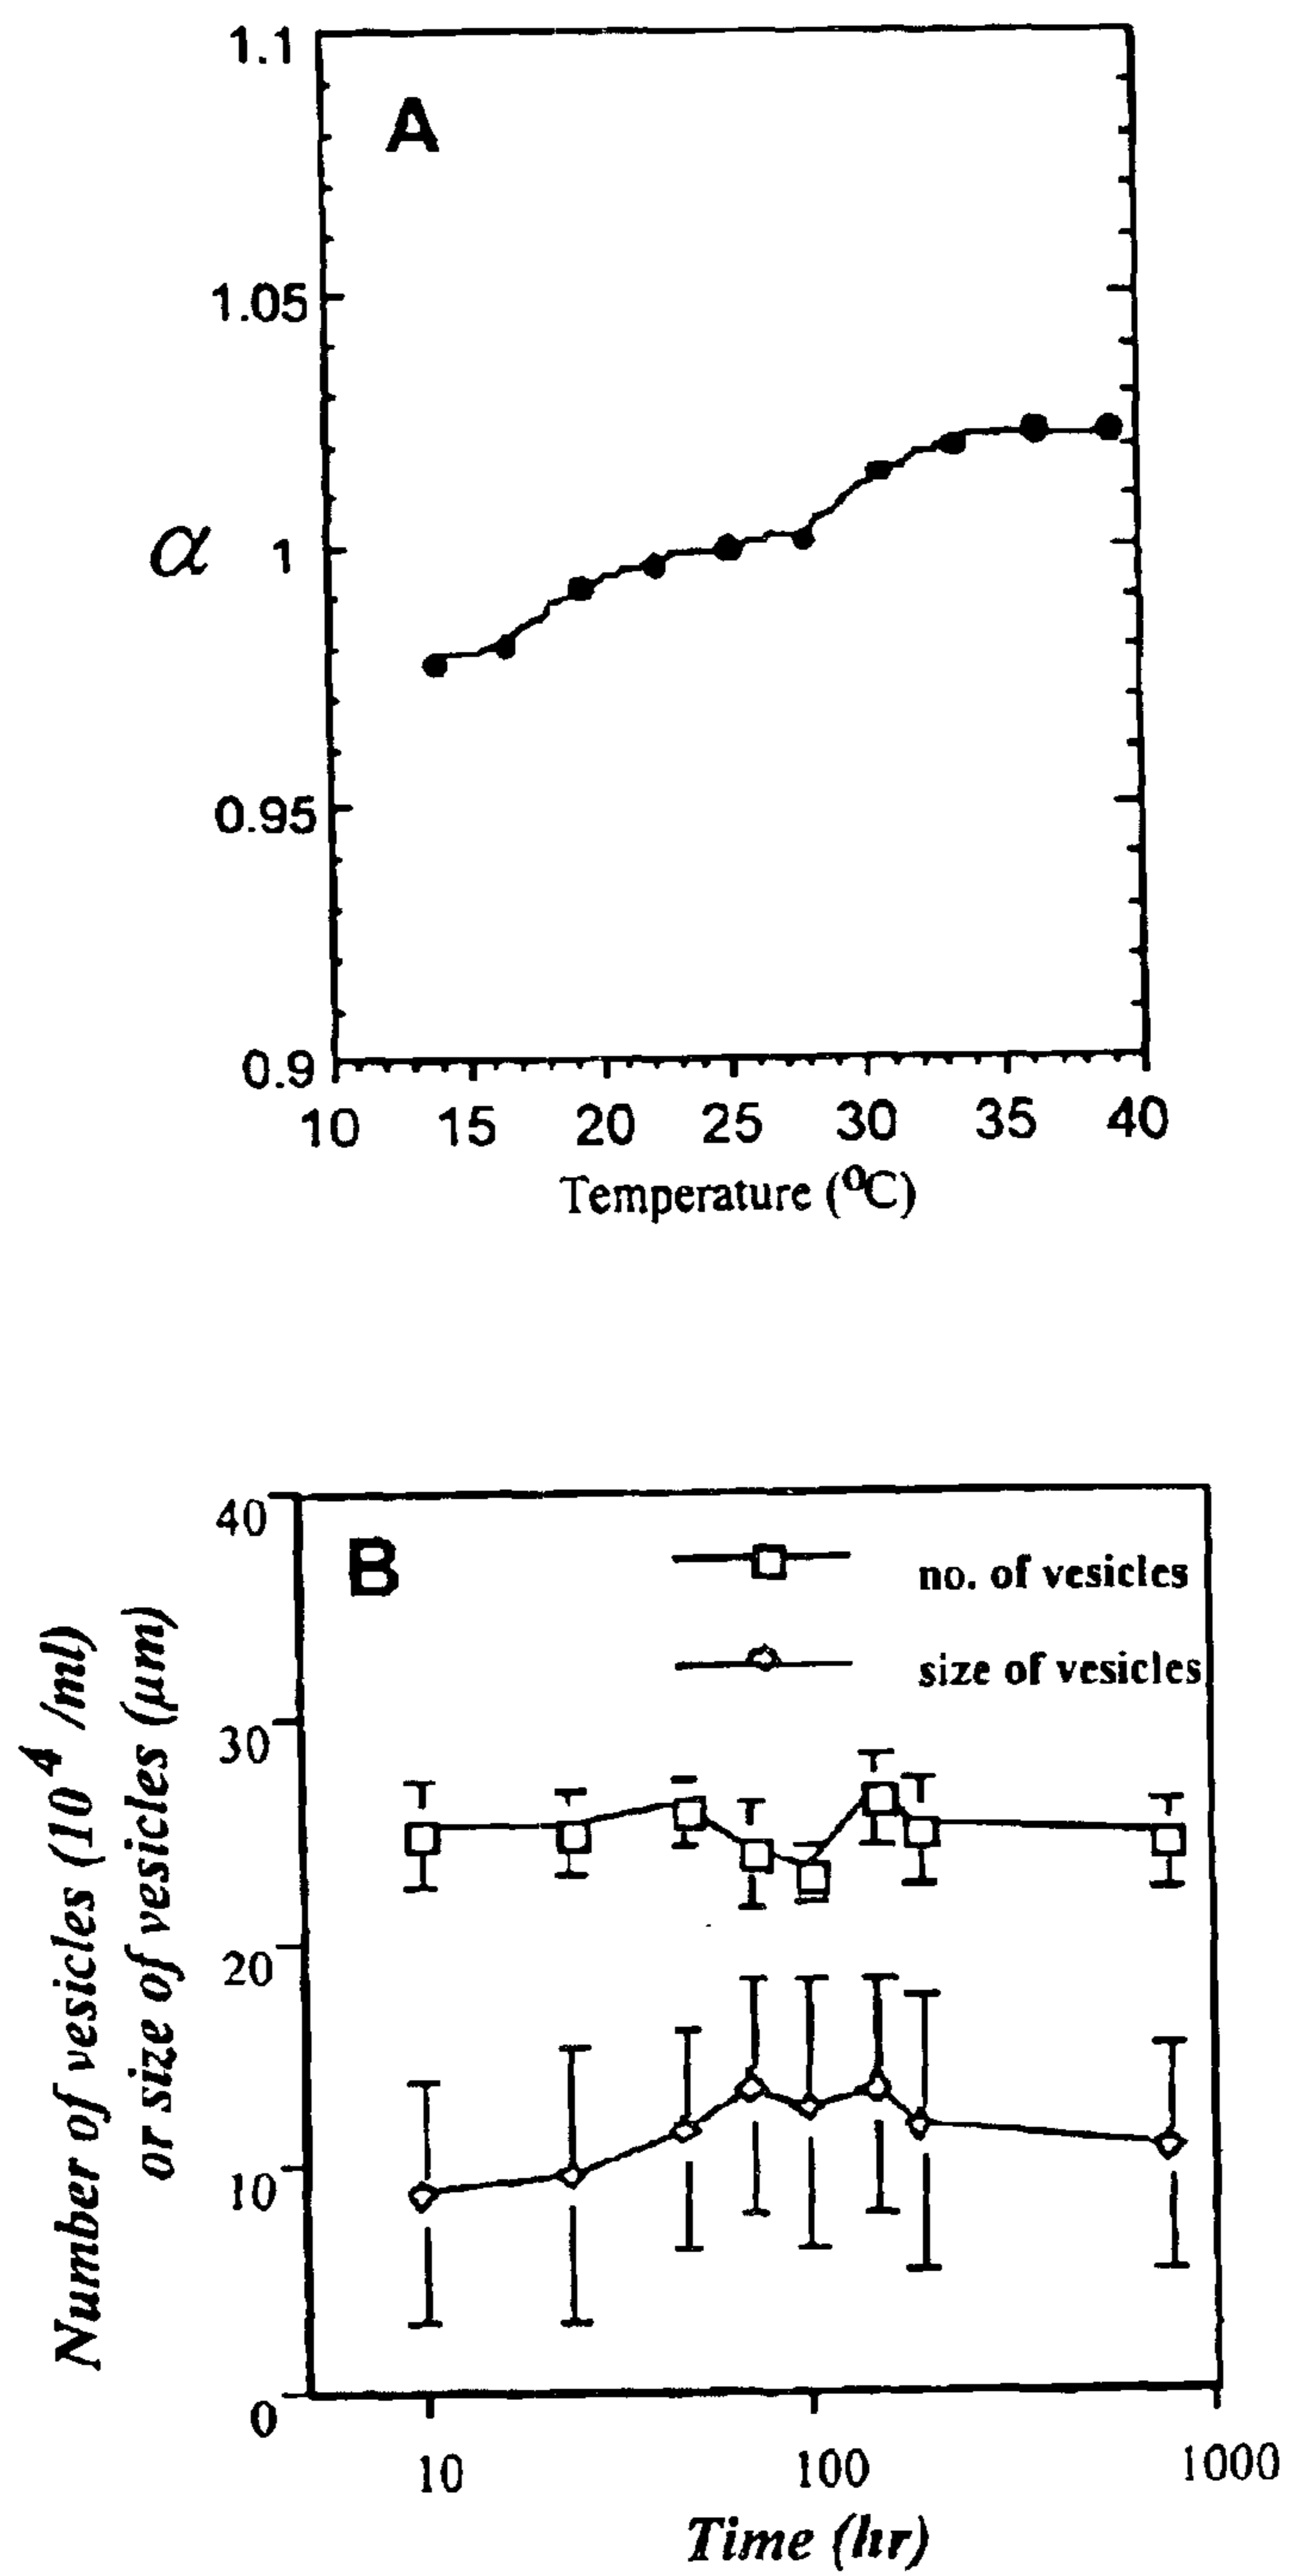 1.1
A
1.05
α
1
0.95
0.9
10 15 20 25 30 35 40
Temperature (⁰C)
40
B
no. of vesicles
size of vesicles
30
20
10
0
Number of vesicles (10⁴ /ml)
or size of vesicles (μm)
10 100 1000
Time (hr)